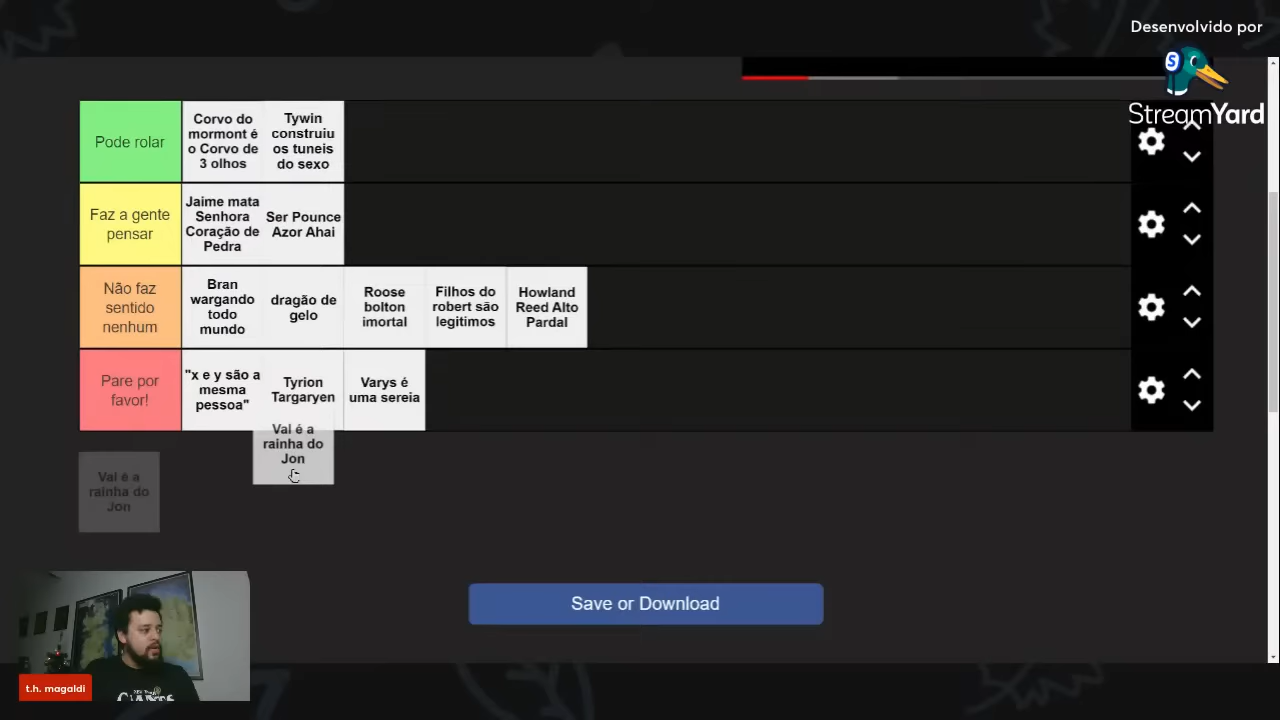 Desenvolvido por
S
StreamYard
Pode rolar
Corvo do
mormont é
o Corvo de
3 olhos
Tywin
construiu
os tuneis
do sexo
Faz a gente
pensar
Jaime mata
Senhora
Coração de
Pedra
Ser Pounce
Azor Ahai
Não faz
sentido
nenhum
Bran
wargando
todo
mundo
dragão de
gelo
Roose
bolton
imortal
Filhos do
robert são
legitimos
Howland
Reed Alto
Pardal
Pare por
favor!
"x e y são a
mesma
pessoa"
Tyrion
Targaryen
Varys é
uma sereia
Val é a
rainha do
Jon
Val é a
rainha do
Jon
Save or Download
t.h. magaldi
GIANTS